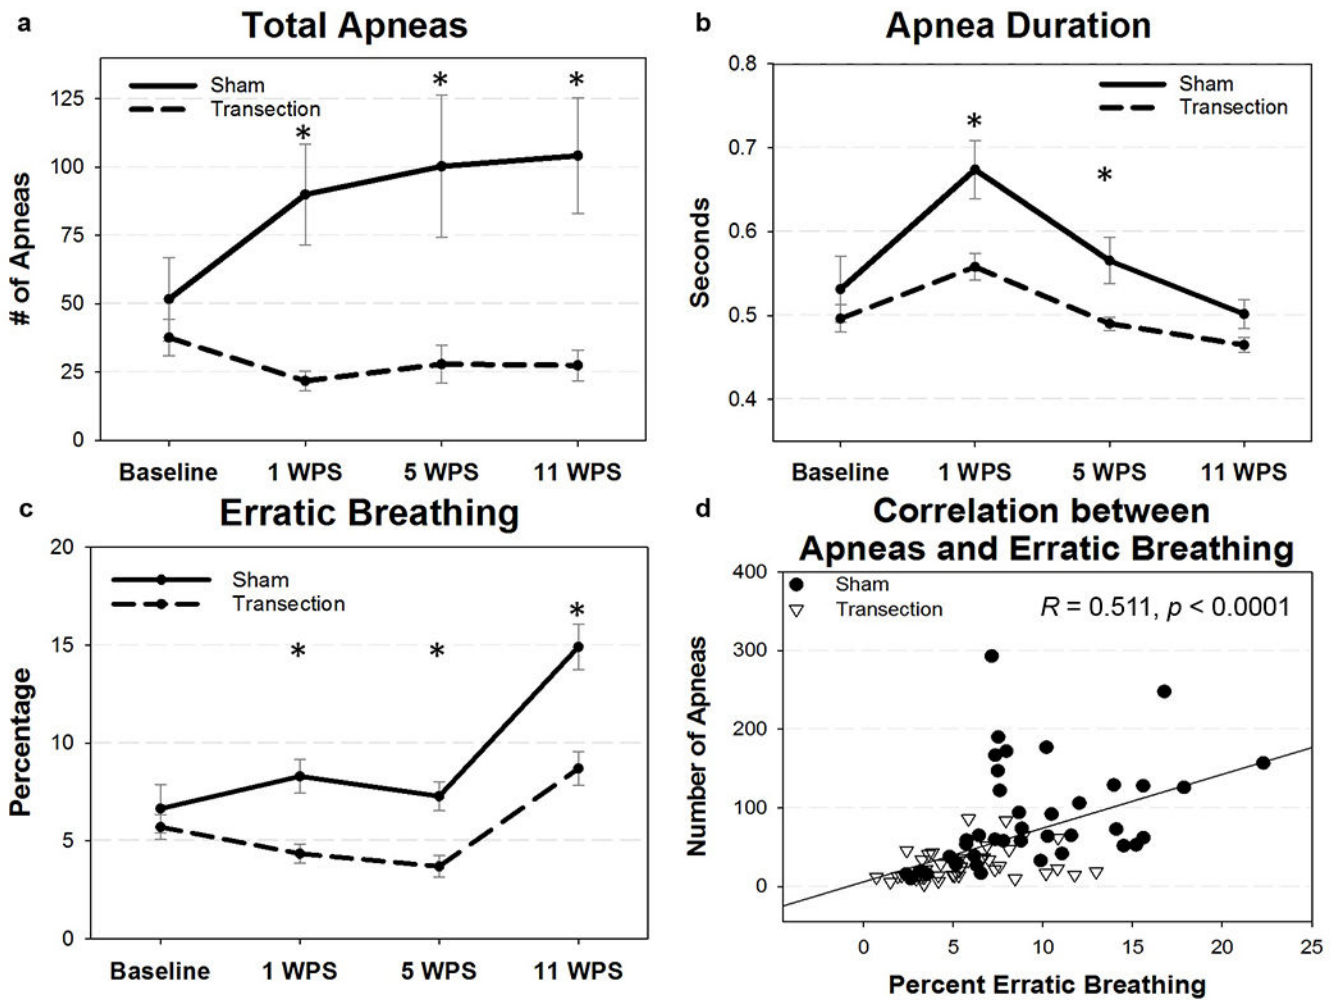 a
Total Apneas
# of Apneas
125
100
75
50
25
0
Sham
Transection
*
*
*
Baseline
1 WPS
5 WPS
11 WPS
b
Apnea Duration
Seconds
0.8
0.7
0.6
0.5
0.4
Sham
Transection
*
*
Baseline
1 WPS
5 WPS
11 WPS
c
Erratic Breathing
Percentage
20
15
10
5
0
Sham
Transection
*
*
*
Baseline
1 WPS
5 WPS
11 WPS
d
Correlation between
Apneas and Erratic Breathing
Number of Apneas
400
300
200
100
0
Sham
Transection
R = 0.511, p < 0.0001
0
5
10
15
20
25
Percent Erratic Breathing